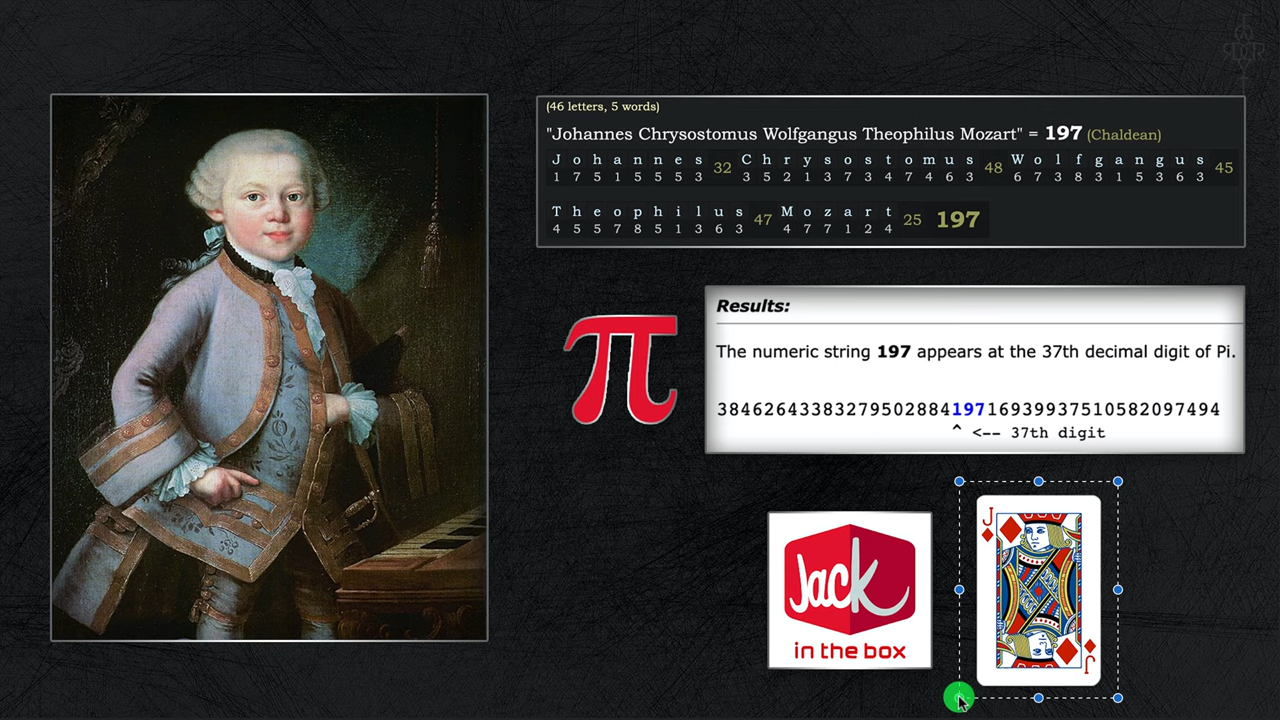 (46 letters, 5 words)
"Johannes Chrysostomus Wolfgangus Theophilus Mozart" = 197 (Chaldean)
J o h a n n e s 32 C h r y s o s t o m u s 48 W o l f g a n g u s 45
1 7 5 1 5 5 5 3 3 5 2 1 3 7 3 4 7 4 6 3 6 7 3 8 3 1 5 3 6 3
T h e o p h i l u s 47 M o z a r t 25 197
4 5 5 7 8 5 1 3 6 3 4 7 7 1 2 4
Results:
The numeric string 197 appears at the 37th decimal digit of Pi.
π
38462643383279502884197169399375105820974​94
^ <-- 37th digit
Jack
in the box
J
J